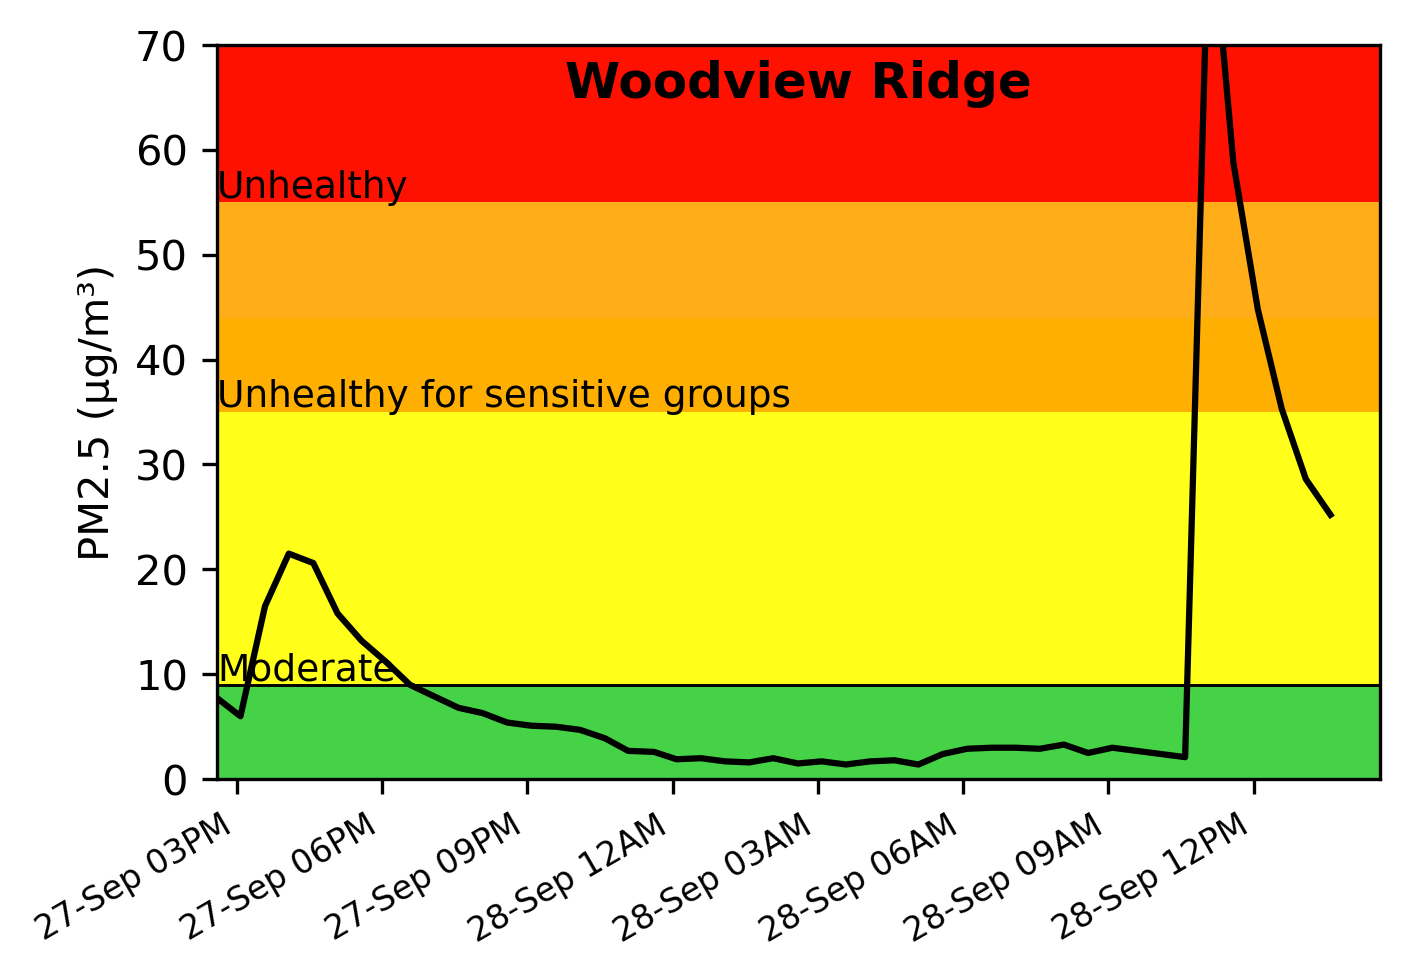 Woodview Ridge
70
60
50
40
30
20
10
0
PM2.5 (µg/m³)
Unhealthy
Unhealthy for sensitive groups
Moderate
27-Sep 03PM
27-Sep 06PM
27-Sep 09PM
28-Sep 12AM
28-Sep 03AM
28-Sep 06AM
28-Sep 09AM
28-Sep 12PM